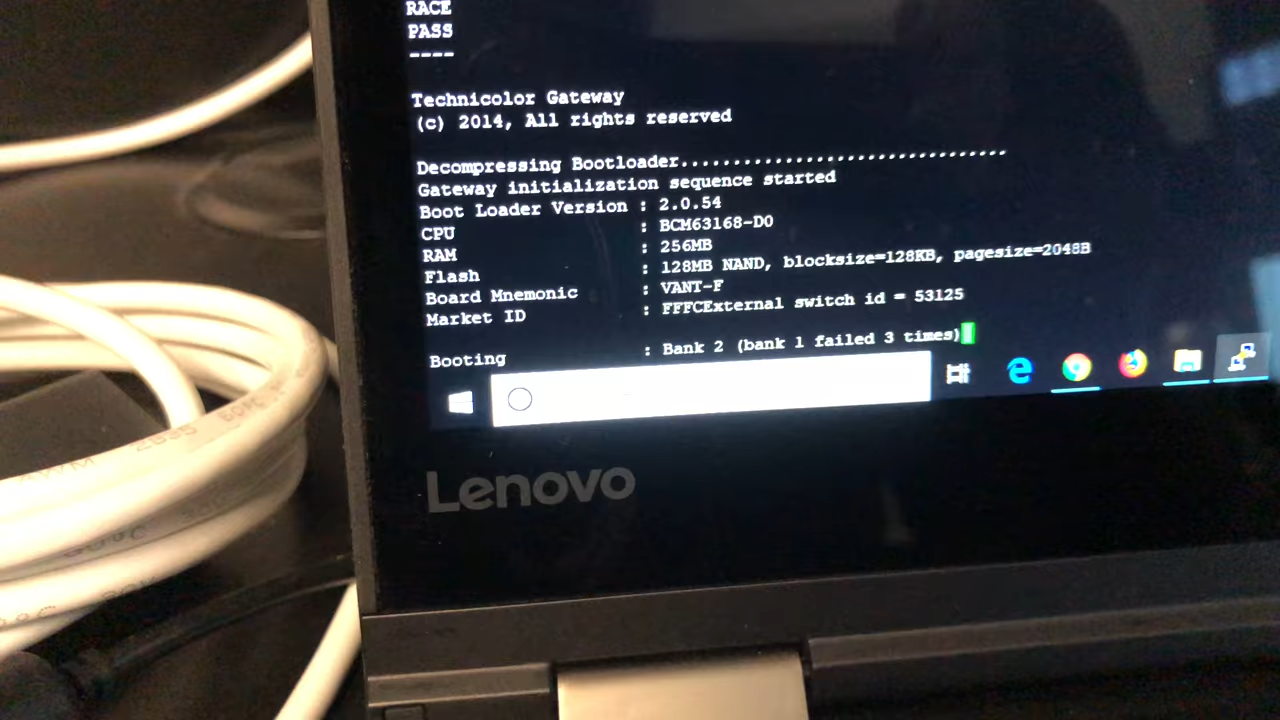 RACE
PASS
----
Technicolor Gateway
(c) 2014, All rights reserved
Decompressing Bootloader...............................
Gateway initialization sequence started
Boot Loader Version : 2.0.54
CPU : BCM63168-D0
RAM : 256MB
Flash : 128MB NAND, blocksize=128KB, pagesize=2048B
Board Mnemonic : VANT-F
Market ID : FFFCExternal switch id = 53125
Booting : Bank 2 (bank 1 failed 3 times)
Lenovo